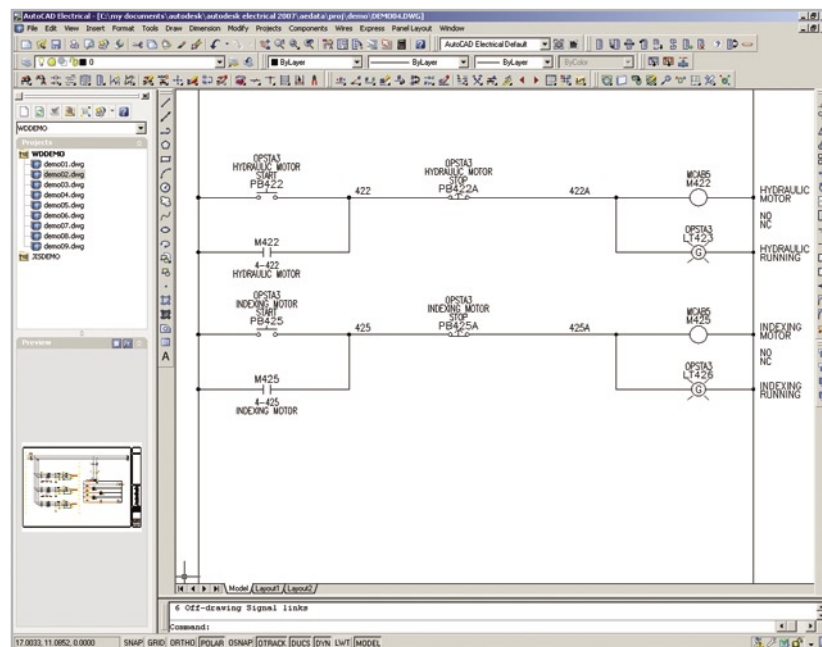 AutoCAD Electrical - [C:\my documents\autodesk\autodesk electrical 2007\aedata\proj\demo\DEMO04.DWG]
File Edit View Insert Format Tools Draw Dimension Modify Projects Components Wires Express Panel Layout Window
AutoCAD Electrical Default
0 ByLayer ByLayer ByLayer ByColor
WDDEMO
Projects
WDDEMO
demo01.dwg
demo02.dwg
demo03.dwg
demo04.dwg
demo05.dwg
demo06.dwg
demo07.dwg
demo08.dwg
demo09.dwg
JISDEMO
Preview
A
OPSTA3
HYDRAULIC MOTOR
START
PB422
422
OPSTA3
HYDRAULIC MOTOR
STOP
PB422A
422A
MCAB5
M422
HYDRAULIC
MOTOR
NO
NC
M422
4-422
HYDRAULIC MOTOR
OPSTA3
LT423
G
HYDRAULIC
RUNNING
OPSTA3
INDEXING MOTOR
START
PB425
425
OPSTA3
INDEXING MOTOR
STOP
PB425A
425A
MCAB5
M425
INDEXING
MOTOR
NO
NC
M425
4-425
INDEXING MOTOR
OPSTA3
LT426
G
INDEXING
RUNNING
Model Layout1 Layout2
6 Off-drawing Signal links
Command:
17.0033, 11.0852, 0.0000 SNAP GRID ORTHO POLAR OSNAP OTRACK DUCS DYN LWT MODEL